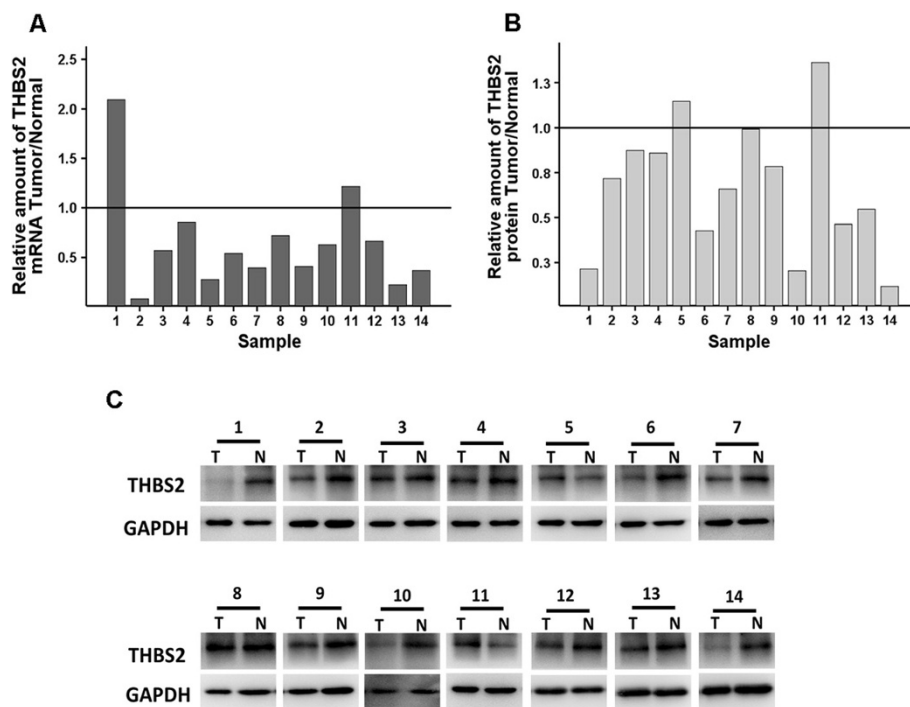 A
Relative amount of THBS2
mRNA Tumor/Normal
2.5
2.0
1.5
1.0
0.5
1 2 3 4 5 6 7 8 9 10 11 12 13 14
Sample
B
Relative amount of THBS2
protein Tumor/Normal
1.3
1.0
0.8
0.5
0.3
1 2 3 4 5 6 7 8 9 10 11 12 13 14
Sample
C
1 2 3 4 5 6 7
T N T N T N T N T N T N T N
THBS2
GAPDH
8 9 10 11 12 13 14
T N T N T N T N T N T N T N
THBS2
GAPDH